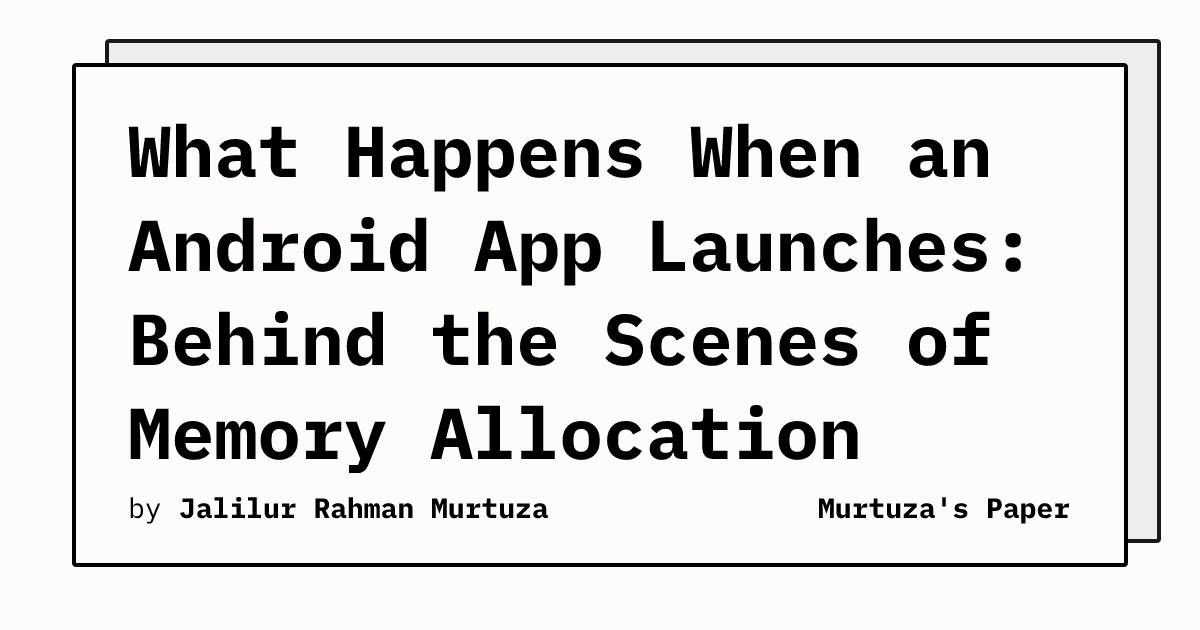 What Happens When an
Android App Launches:
Behind the Scenes of
Memory Allocation
by Jalilur Rahman Murtuza Murtuza's Paper